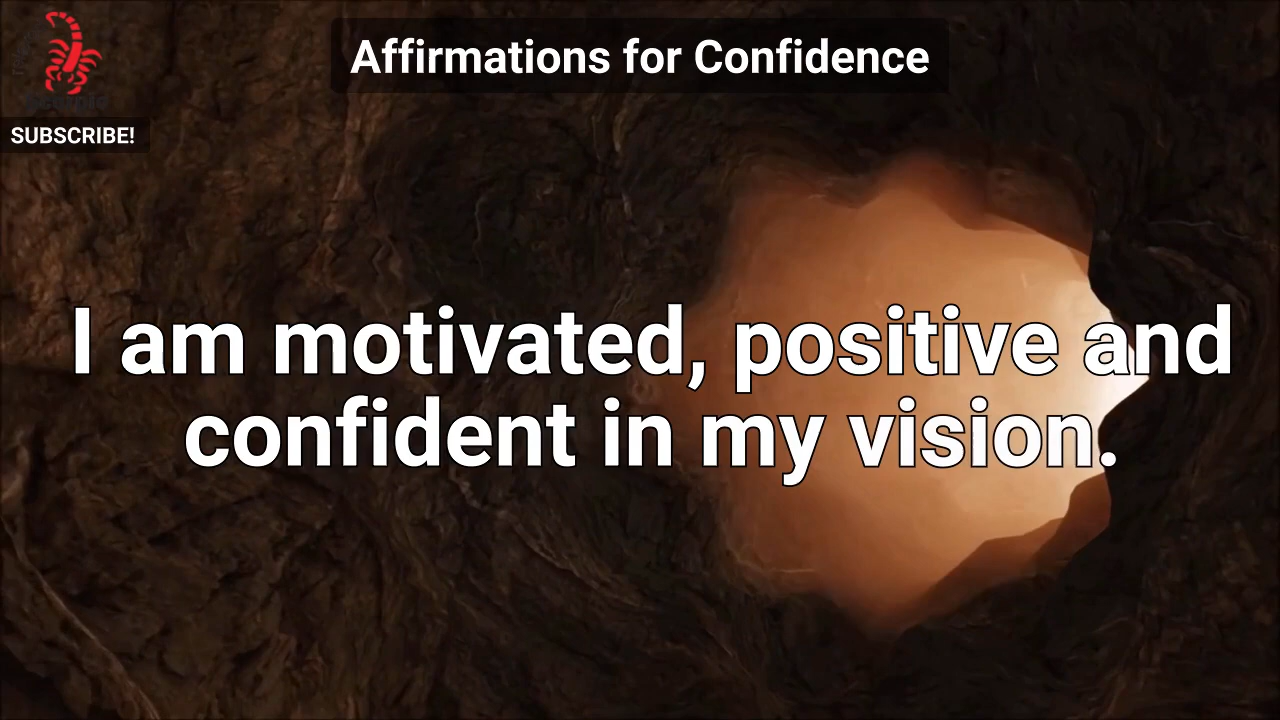 Affirmations for Confidence
SUBSCRIBE!
I am motivated, positive and
confident in my vision.